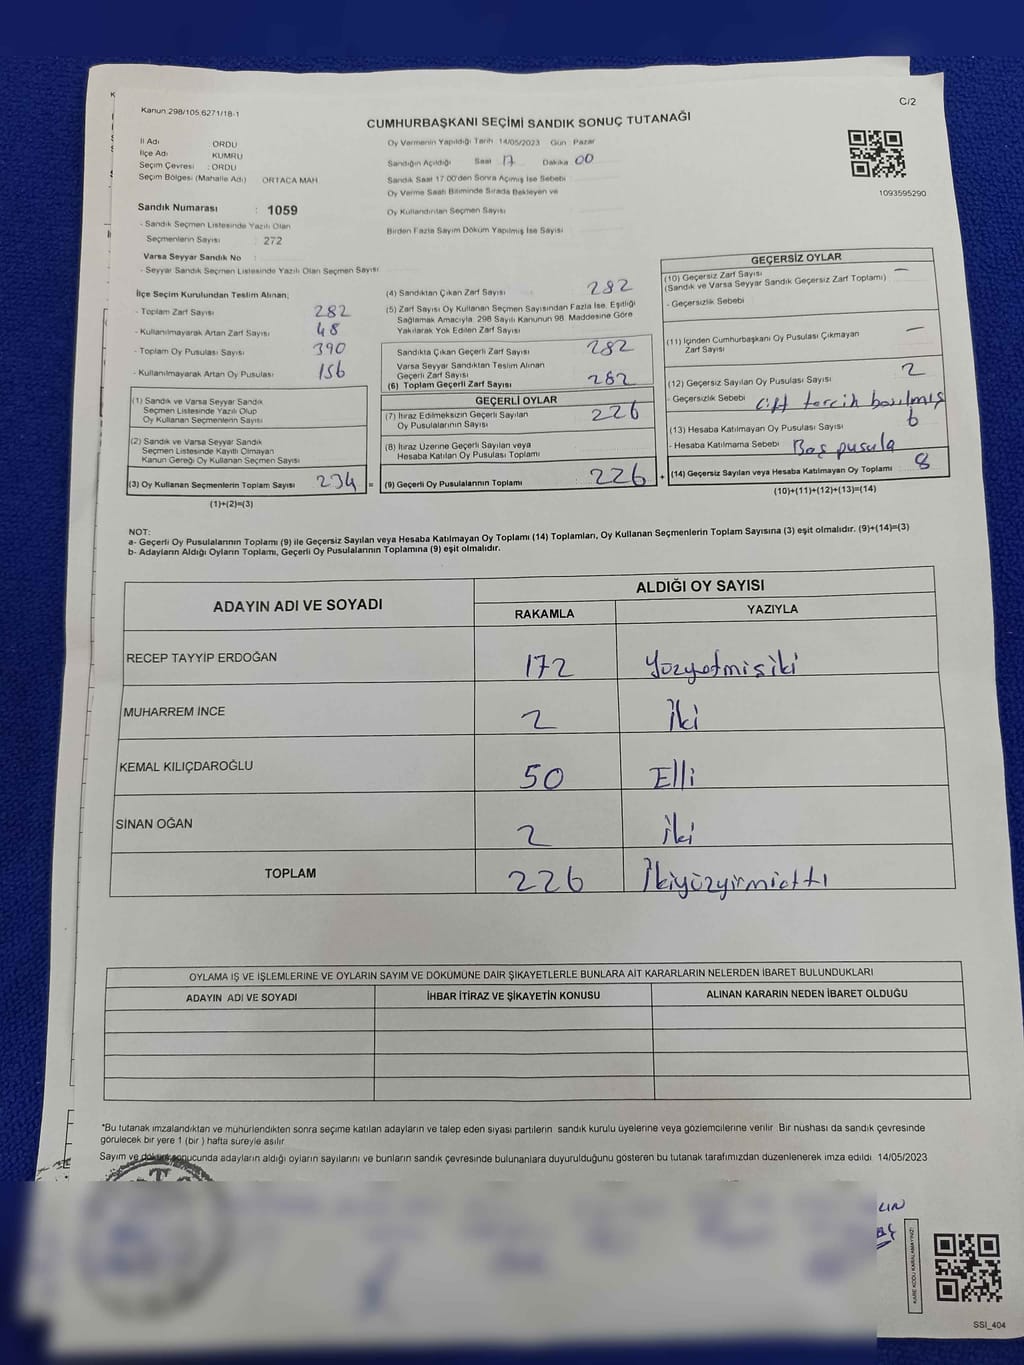 Kanun 298/105 6271/18-1
C/2
CUMHURBAŞKANI SEÇİMİ SANDIK SONUÇ TUTANAĞI
İl Adı ORDU
İlçe Adı KUMRU
Seçim Çevresi : ORDU
Seçim Bölgesi (Mahalle Adı) ORTACA MAH
Oy Vermenin Yapıldığı Tarih 14/05/2023 Gün Pazar
Sandığın Açıldığı Saat 17 Dakika 00
Sandık Saat 17:00'den Sonra Açımış İse Sebebi
Oy Verme Saati Bitiminde Sırada Bekleyen ve
Oy Kullandırılan Seçmen Sayısı
Birden Fazla Sayım Döküm Yapılmış İse Sayısı
1093595290
Sandık Numarası : 1059
- Sandık Seçmen Listesinde Yazılı Olan
Seçmenlerin Sayısı : 272
Varsa Seyyar Sandık No :
- Seyyar Sandık Seçmen Listesinde Yazılı Olan Seçmen Sayısı
İlçe Seçim Kurulundan Teslim Alınan;
- Toplam Zarf Sayısı 282
- Kullanılmayarak Artan Zarf Sayısı 48
- Toplam Oy Pusulası Sayısı 390
- Kullanılmayarak Artan Oy Pusulası 156
(1) Sandık ve Varsa Seyyar Sandık
Seçmen Listesinde Yazılı Olup
Oy Kullanan Seçmenlerin Sayısı
(2) Sandık ve Varsa Seyyar Sandık
Seçmen Listesinde Kayıtlı Olmayan
Kanun Gereği Oy Kullanan Seçmen Sayısı
(3) Oy Kullanan Seçmenlerin Toplam Sayısı 234 =
(1)+(2)=(3)
(4) Sandıktan Çıkan Zarf Sayısı 282
(5) Zarf Sayısı Oy Kullanan Seçmen Sayısından Fazla İse, Eşitliği
Sağlamak Amacıyla; 298 Sayılı Kanunun 98. Maddesine Göre
Yakılarak Yok Edilen Zarf Sayısı
Sandıkta Çıkan Geçerli Zarf Sayısı 282
Varsa Seyyar Sandıktan Teslim Alınan
Geçerli Zarf Sayısı
(6) Toplam Geçerli Zarf Sayısı 282
GEÇERLİ OYLAR
(7) İtiraz Edilmeksizin Geçerli Sayılan
Oy Pusulalarının Sayısı 226
(8) İtiraz Üzerine Geçerli Sayılan veya
Hesaba Katılan Oy Pusulası Toplamı
(9) Geçerli Oy Pusulalarının Toplamı 226 +
GEÇERSİZ OYLAR
(10) Geçersiz Zarf Sayısı —
(Sandık ve Varsa Seyyar Sandık Geçersiz Zarf Toplamı)
- Geçersizlik Sebebi
(11) İçinden Cumhurbaşkanı Oy Pusulası Çıkmayan
Zarf Sayısı —
(12) Geçersiz Sayılan Oy Pusulası Sayısı 2
- Geçersizlik Sebebi çift tercih basılmış
(13) Hesaba Katılmayan Oy Pusulası Sayısı 6
- Hesaba Katılmama Sebebi Boş pusula
(14) Geçersiz Sayılan veya Hesaba Katılmayan Oy Toplamı 8
(10)+(11)+(12)+(13)=(14)
NOT:
a- Geçerli Oy Pusulalarının Toplamı (9) ile Geçersiz Sayılan veya Hesaba Katılmayan Oy Toplamı (14) Toplamları, Oy Kullanan Seçmenlerin Toplam Sayısına (3) eşit olmalıdır. (9)+(14)=(3)
b- Adayların Aldığı Oyların Toplamı, Geçerli Oy Pusulalarının Toplamına (9) eşit olmalıdır.
ADAYIN ADI VE SOYADI
ALDIĞI OY SAYISI
RAKAMLA YAZIYLA
RECEP TAYYİP ERDOĞAN 172 Yüzyetmişiki
MUHARREM İNCE 2 İki
KEMAL KILIÇDAROĞLU 50 Elli
SİNAN OĞAN 2 İki
TOPLAM 226 İkiyüzyirmialtı
OYLAMA İŞ VE İŞLEMLERİNE VE OYLARIN SAYIM VE DÖKÜMÜNE DAİR ŞİKAYETLERLE BUNLARA AİT KARARLARIN NELERDEN İBARET BULUNDUKLARI
ADAYIN ADI VE SOYADI İHBAR İTİRAZ VE ŞİKAYETİN KONUSU ALINAN KARARIN NEDEN İBARET OLDUĞU
*Bu tutanak imzalandıktan ve mühürlendikten sonra seçime katılan adayların ve talep eden siyasi partilerin sandık kurulu üyelerine veya gözlemcilerine verilir Bir nüshası da sandık çevresinde
görülecek bir yere 1 (bir ) hafta süreyle asılır
Sayım ve döküm sonucunda adayların aldığı oyların sayılarını ve bunların sandık çevresinde bulunanlara duyurulduğunu gösteren bu tutanak tarafımızdan düzenlenerek imza edildi 14/05/2023
KARE KODU KARALAMAYINIZ!
SSI_404